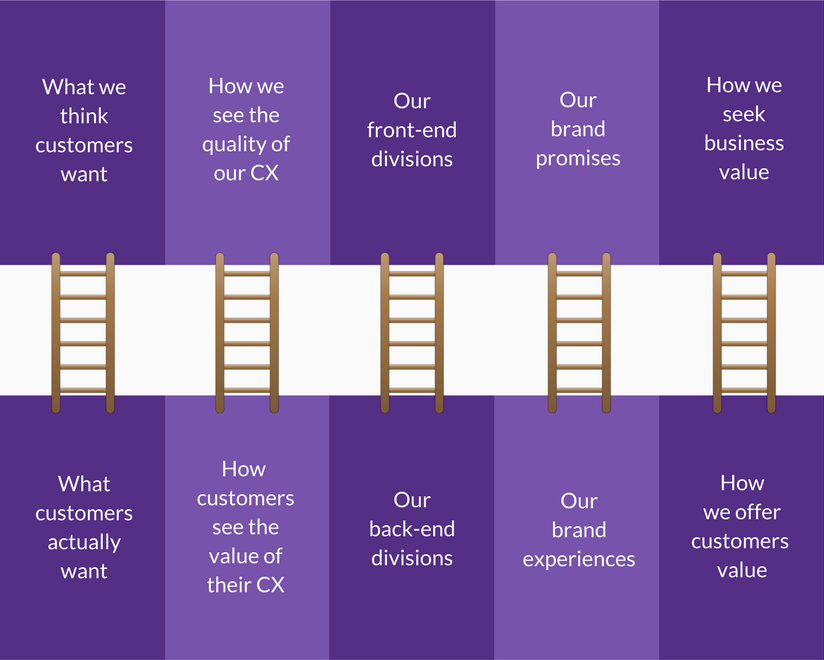 What we
think
customers
want
How we
see the
quality of
our CX
Our
front-end
divisions
Our
brand
promises
How we
seek
business
value
What
customers
actually
want
How
customers
see the
value of
their CX
Our
back-end
divisions
Our
brand
experiences
How
we offer
customers
value